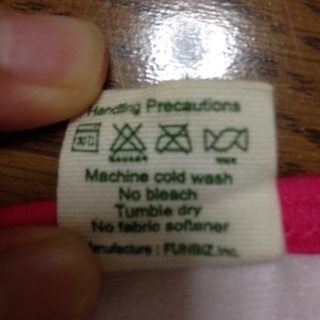 Handling Precautions
Machine cold wash
No bleach
Tumble dry
No fabric softener
Manufacture : FUNBIZ,Inc.